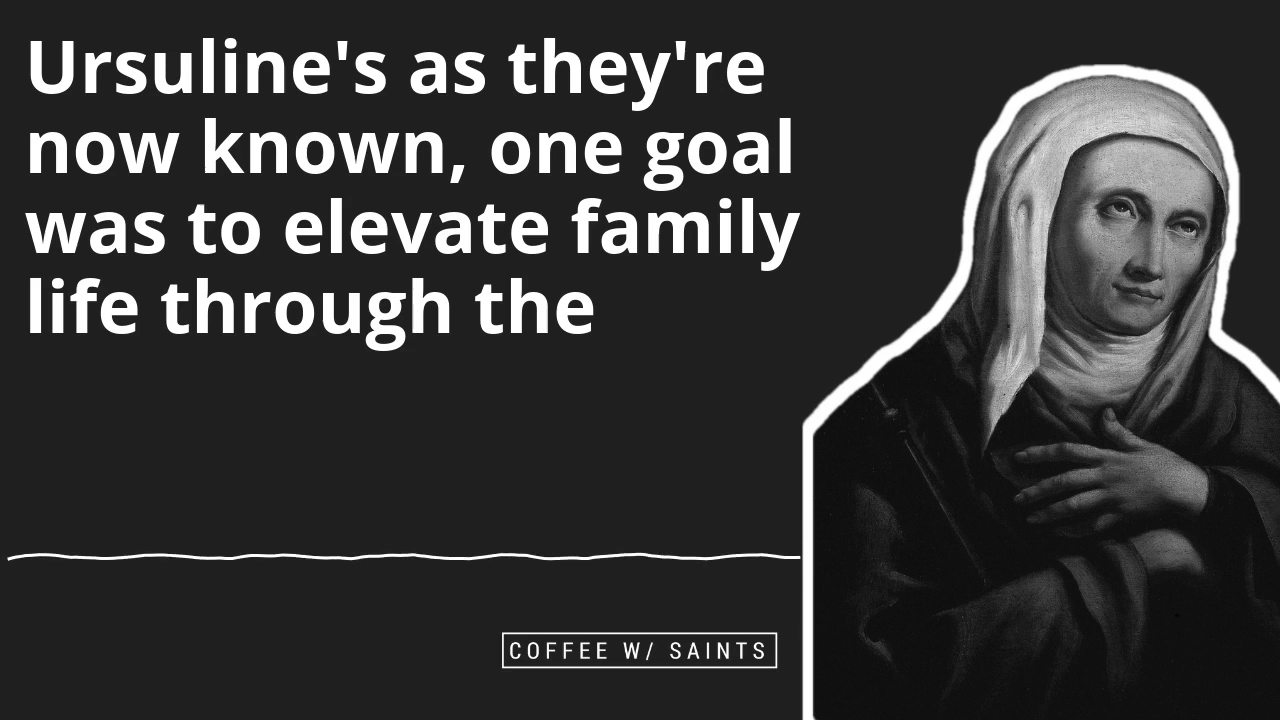 Ursuline's as they're
now known, one goal
was to elevate family
life through the
COFFEE W/ SAINTS